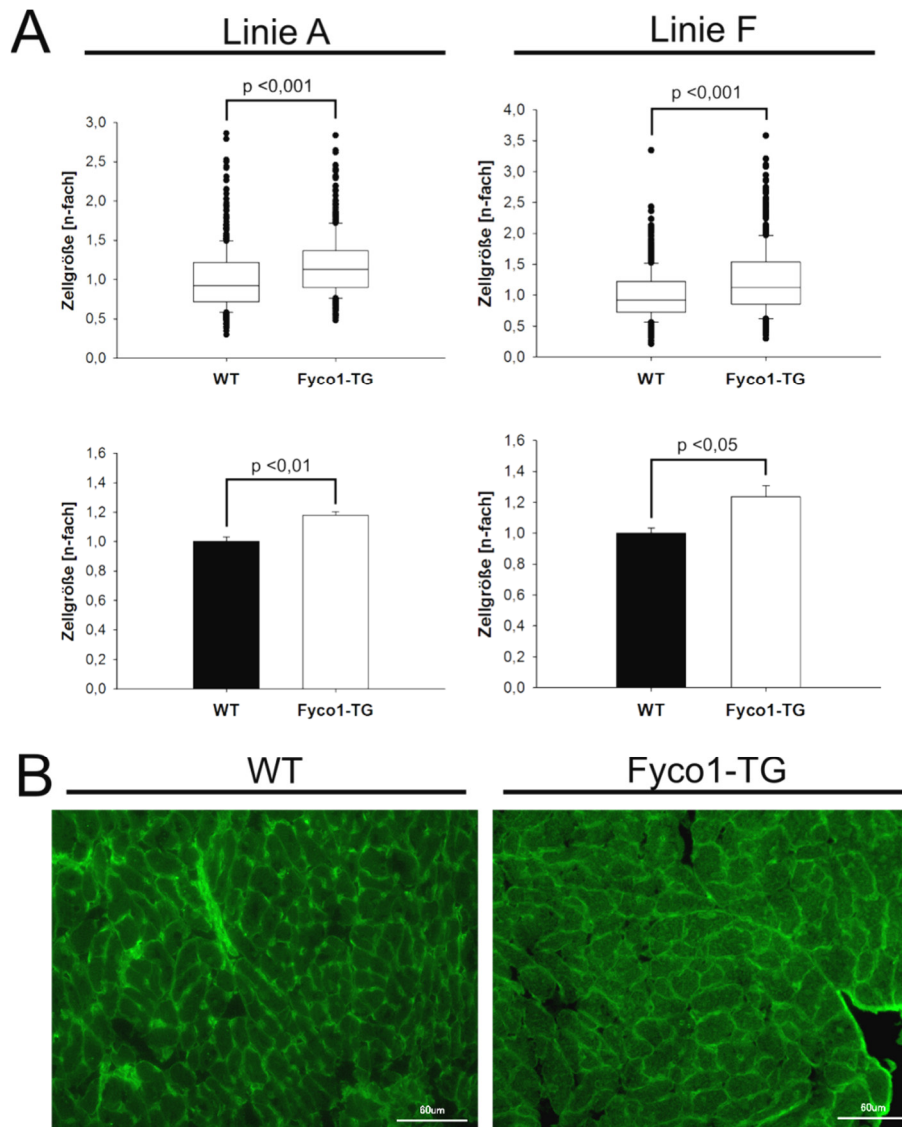 A
Linie A
Linie F
p <0,001
Zellgröße [n-fach]
3,0
2,5
2,0
1,5
1,0
0,5
0,0
WT
Fyco1-TG
p <0,001
Zellgröße [n-fach]
4,0
3,5
3,0
2,5
2,0
1,5
1,0
0,5
0,0
WT
Fyco1-TG
p <0,01
Zellgröße [n-fach]
1,6
1,4
1,2
1,0
0,8
0,6
0,4
0,2
0,0
WT
Fyco1-TG
p <0,05
Zellgröße [n-fach]
1,6
1,4
1,2
1,0
0,8
0,6
0,4
0,2
0,0
WT
Fyco1-TG
B
WT
Fyco1-TG
60um
60um